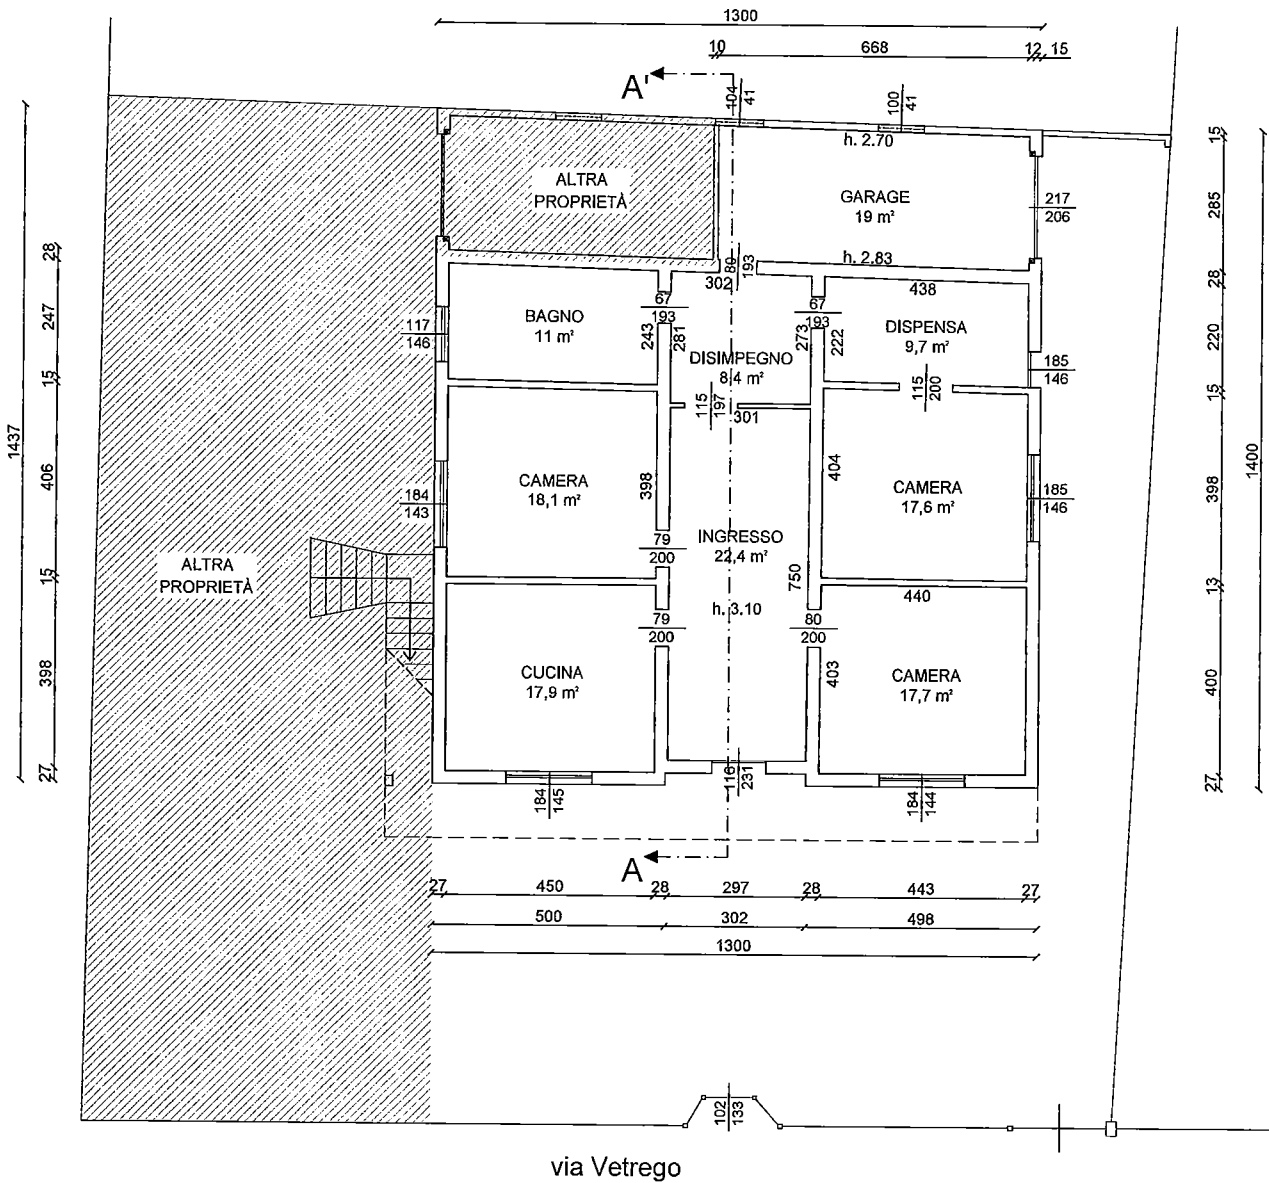 1300
10 668 12 15
A'
104 41
100 41
h. 2.70
ALTRA
PROPRIETÀ
GARAGE
19 m²
217
206
h. 2.83
80 193
302
438
67
193
67
193
BAGNO
11 m²
117
146
243
281
DISIMPEGNO
8,4 m²
273
222
DISPENSA
9,7 m²
185
146
115 197
301
115 200
CAMERA
18,1 m²
184
143
398
404
CAMERA
17,6 m²
185
146
INGRESSO
22,4 m²
79
200
750
440
h. 3.10
79
200
80
200
ALTRA
PROPRIETÀ
CUCINA
17,9 m²
403
CAMERA
17,7 m²
184 145
116 231
184 144
A
28
247
15
406
15
398
27
1437
15
285
28
220
15
398
13
400
27
1400
27 450 28 297 28 443 27
500 302 498
1300
102 133
via Vetrego